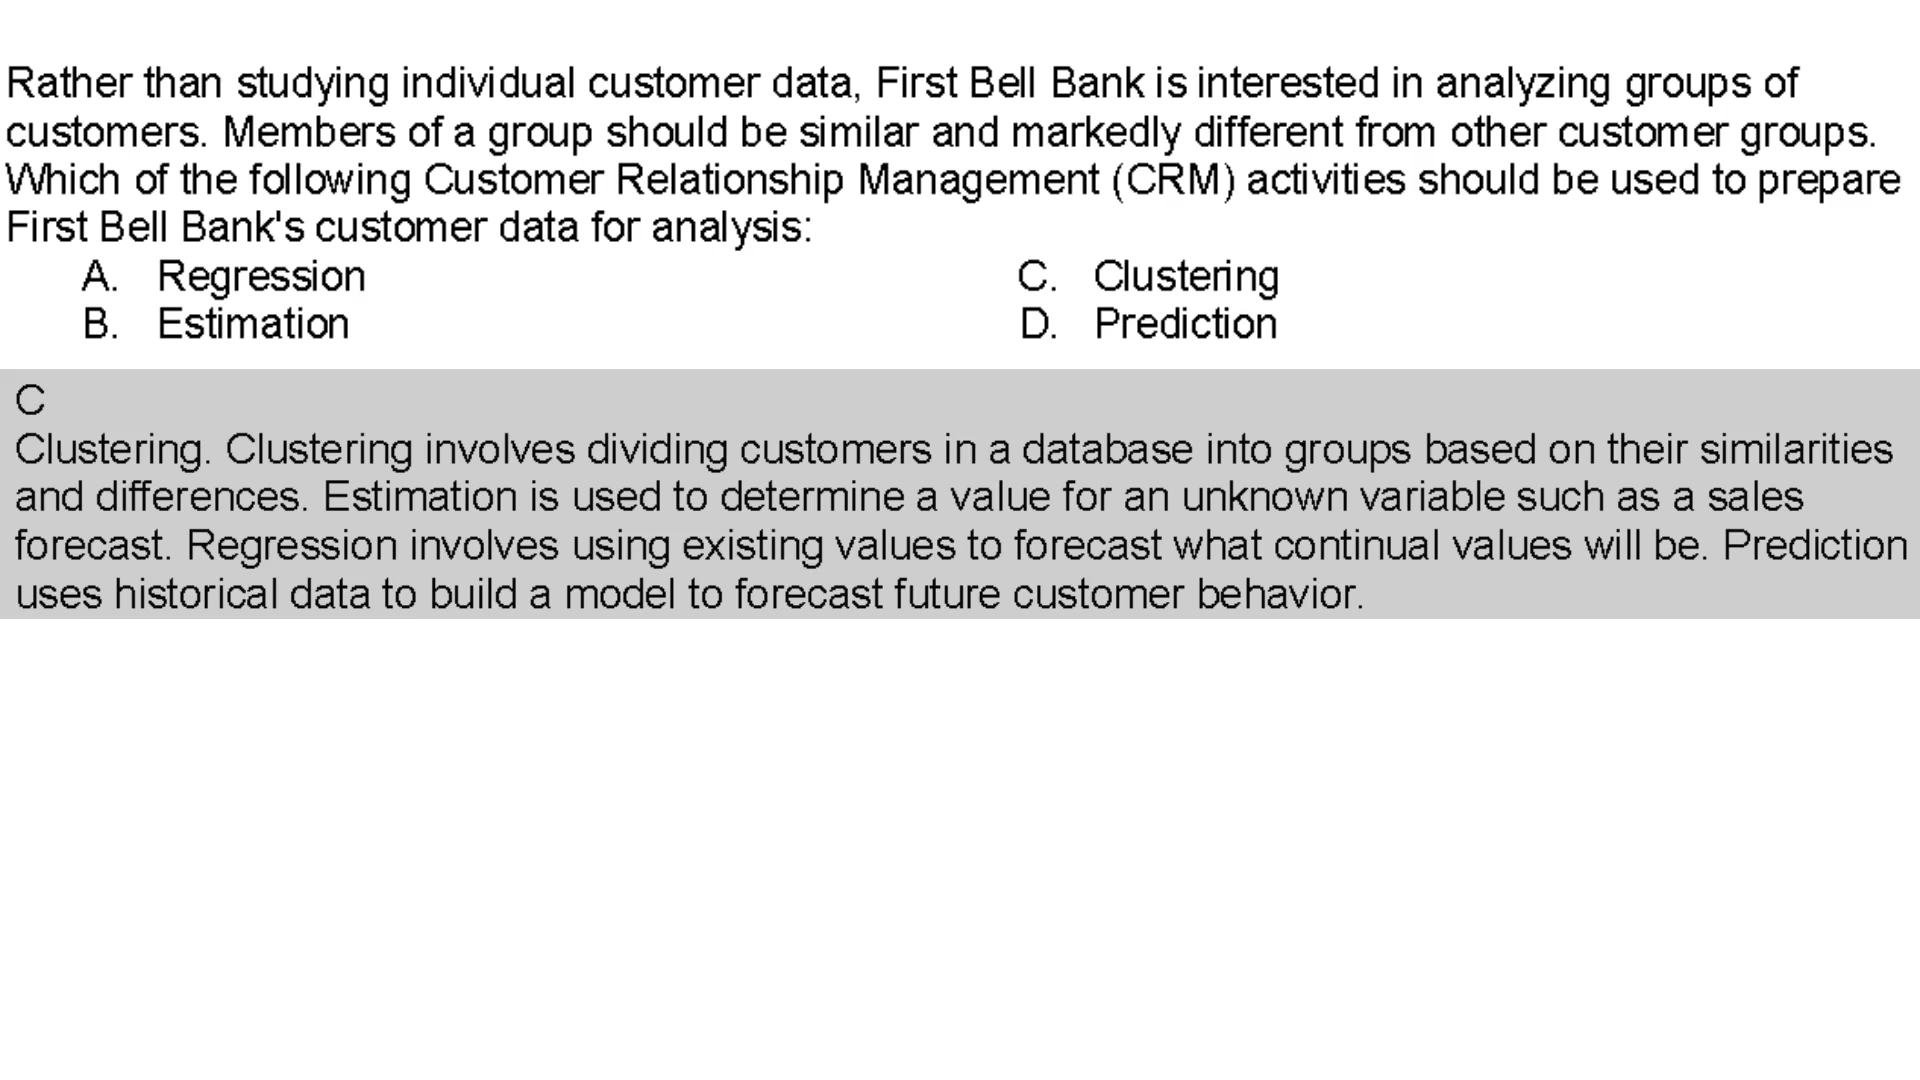 Rather than studying individual customer data, First Bell Bank is interested in analyzing groups of
customers. Members of a group should be similar and markedly different from other customer groups.
Which of the following Customer Relationship Management (CRM) activities should be used to prepare
First Bell Bank's customer data for analysis:
A. Regression C. Clustering
B. Estimation D. Prediction
C
Clustering. Clustering involves dividing customers in a database into groups based on their similarities
and differences. Estimation is used to determine a value for an unknown variable such as a sales
forecast. Regression involves using existing values to forecast what continual values will be. Prediction
uses historical data to build a model to forecast future customer behavior.